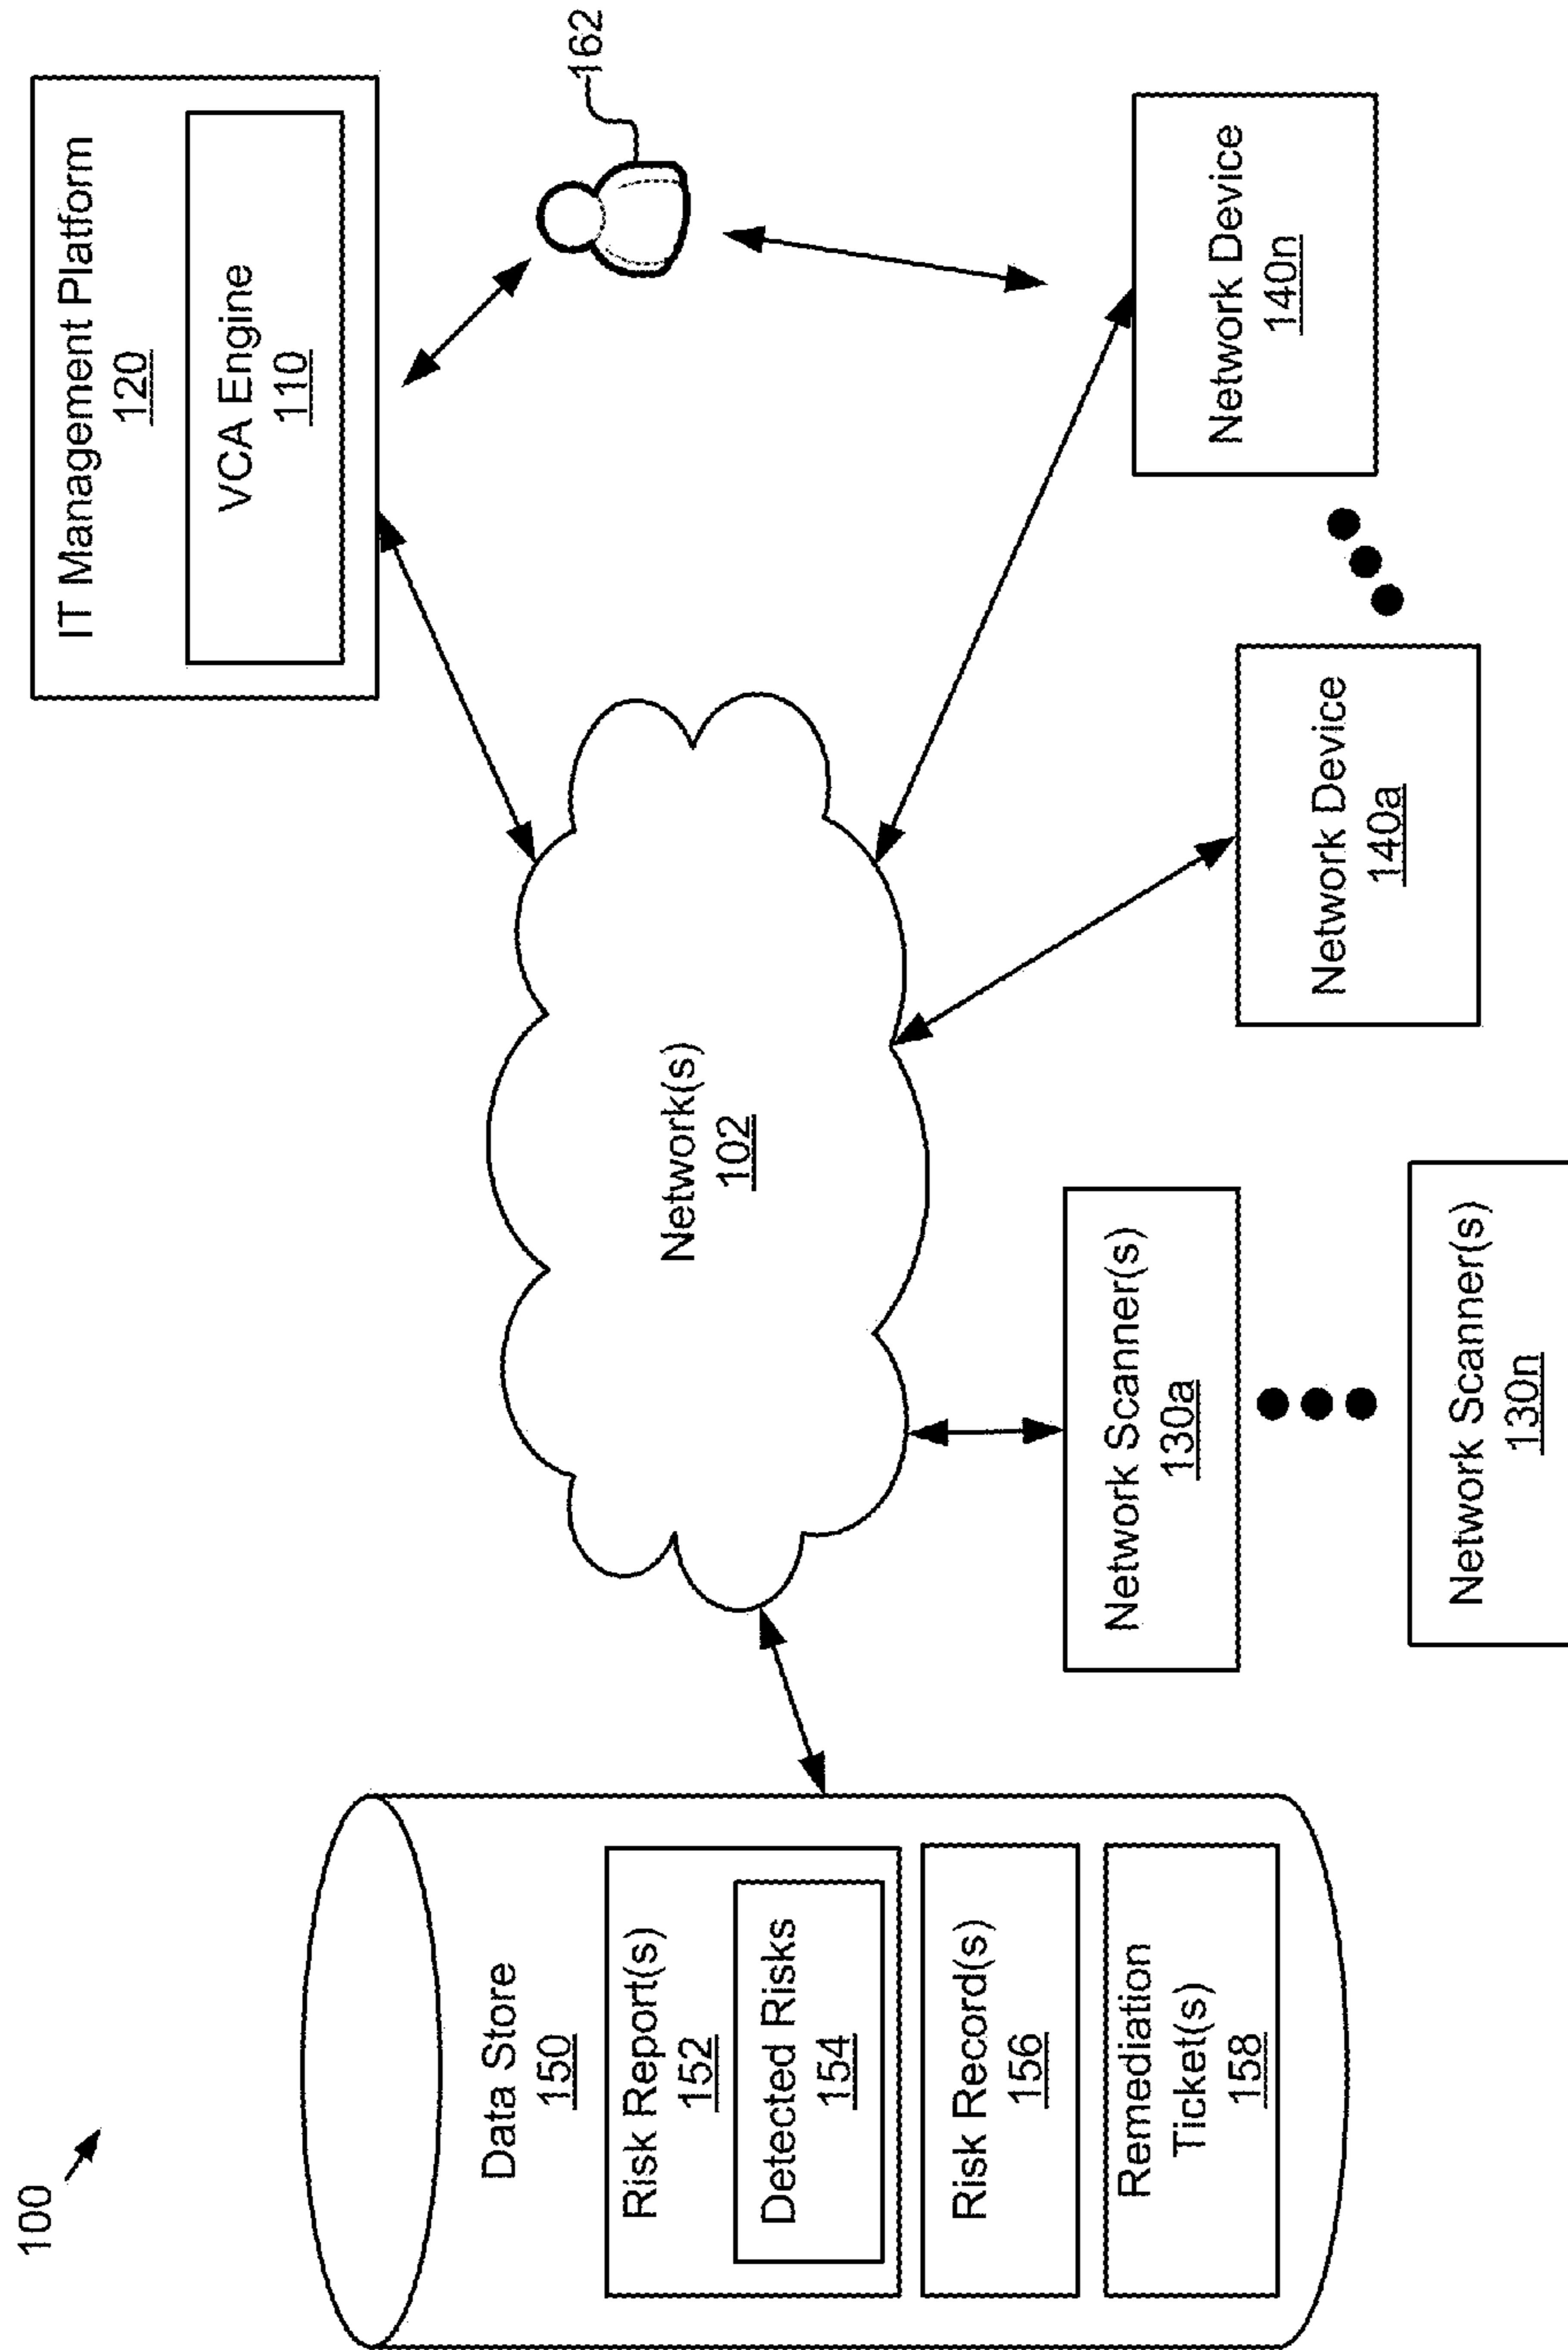 100
Data Store
150
Risk Report(s)
152
Detected Risks
154
Risk Record(s)
156
Remediation
Ticket(s)
158
Network(s)
102
IT Management Platform
120
VCA Engine
110
162
Network Scanner(s)
130a
Network Scanner(s)
130n
Network Device
140a
Network Device
140n